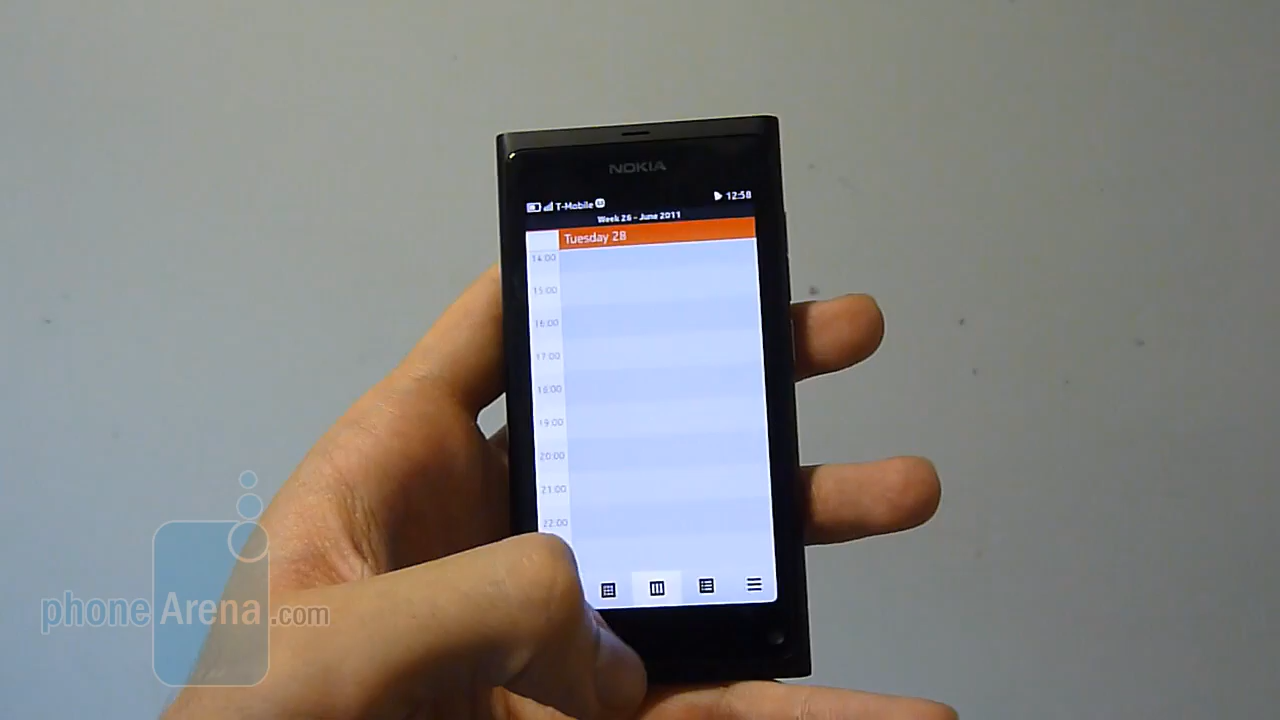 NOKIA
T-Mobile 12:58
Week 26 - June 2011
Tuesday 28
14:00
15:00
16:00
17:00
18:00
19:00
20:00
21:00
22:00
phoneArena.com